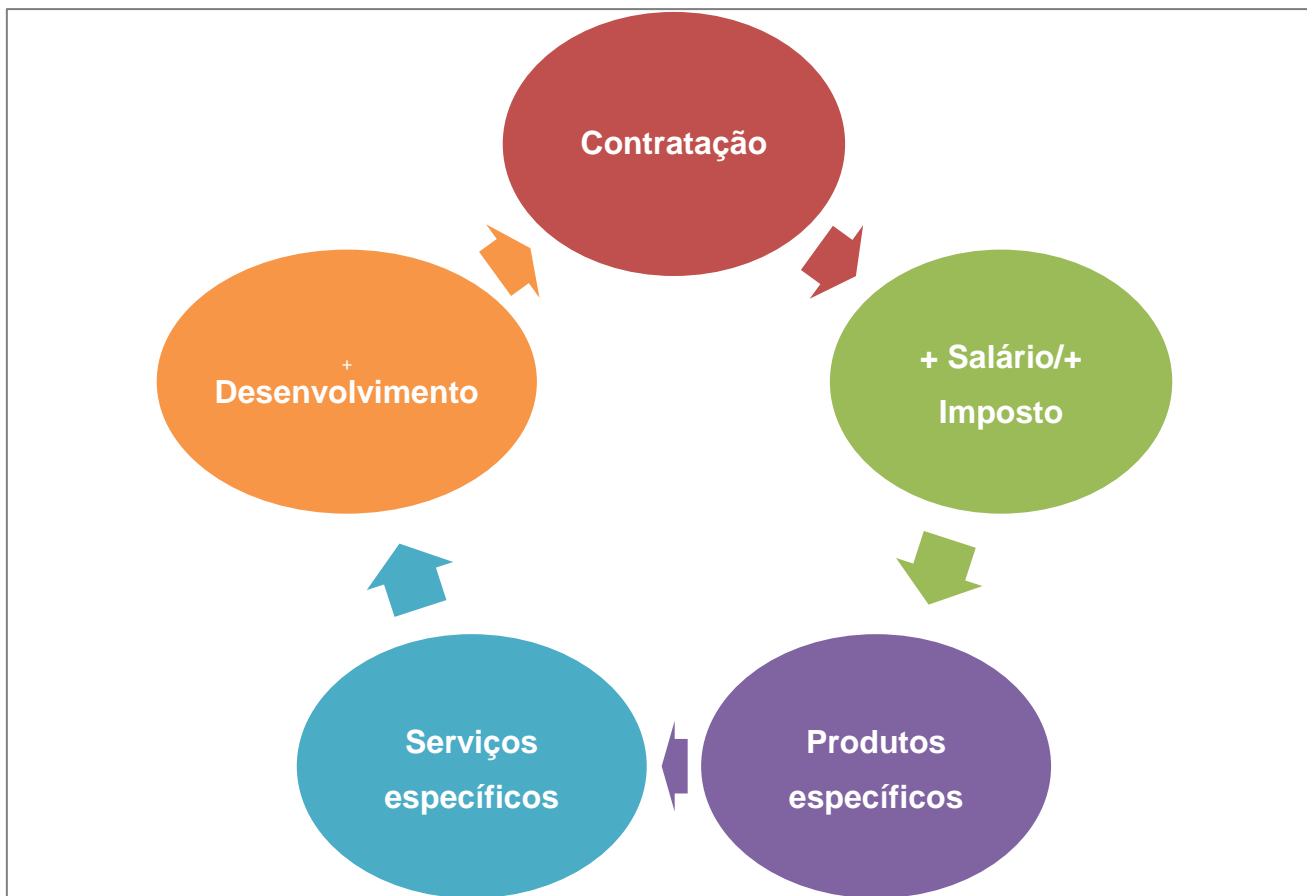 Contratação
+ Salário/+
Imposto
Produtos
específicos
Serviços
específicos
+
Desenvolvimento